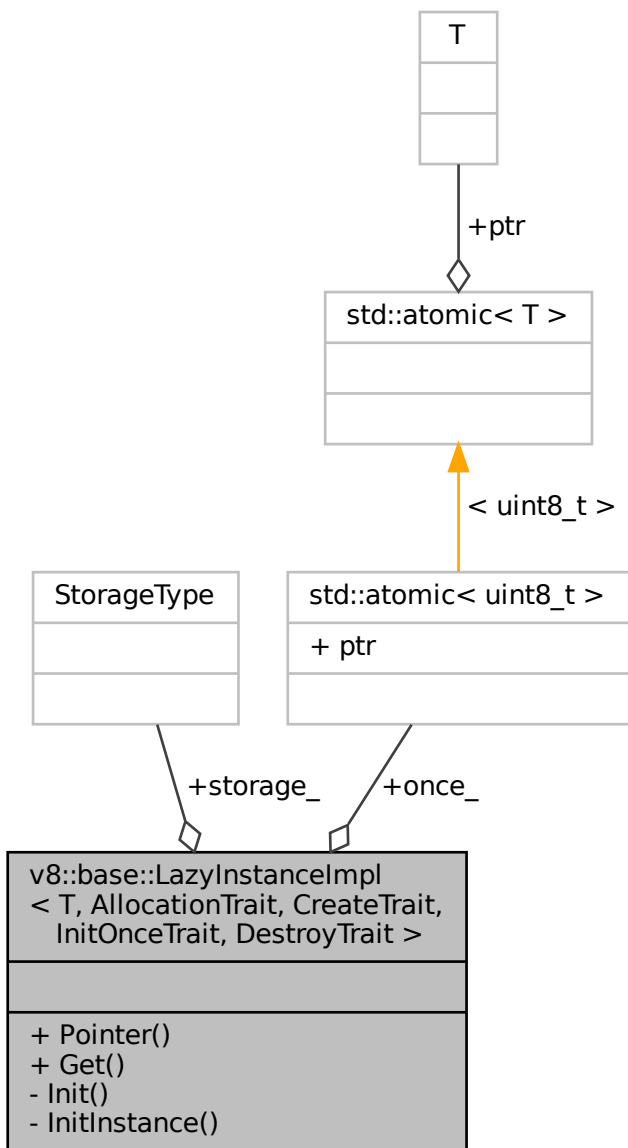 T
+ptr
std::atomic< T >
< uint8_t >
StorageType
std::atomic< uint8_t >
+ ptr
+storage_
+once_
v8::base::LazyInstanceImpl
< T, AllocationTrait, CreateTrait,
InitOnceTrait, DestroyTrait >
+ Pointer()
+ Get()
- Init()
- InitInstance()